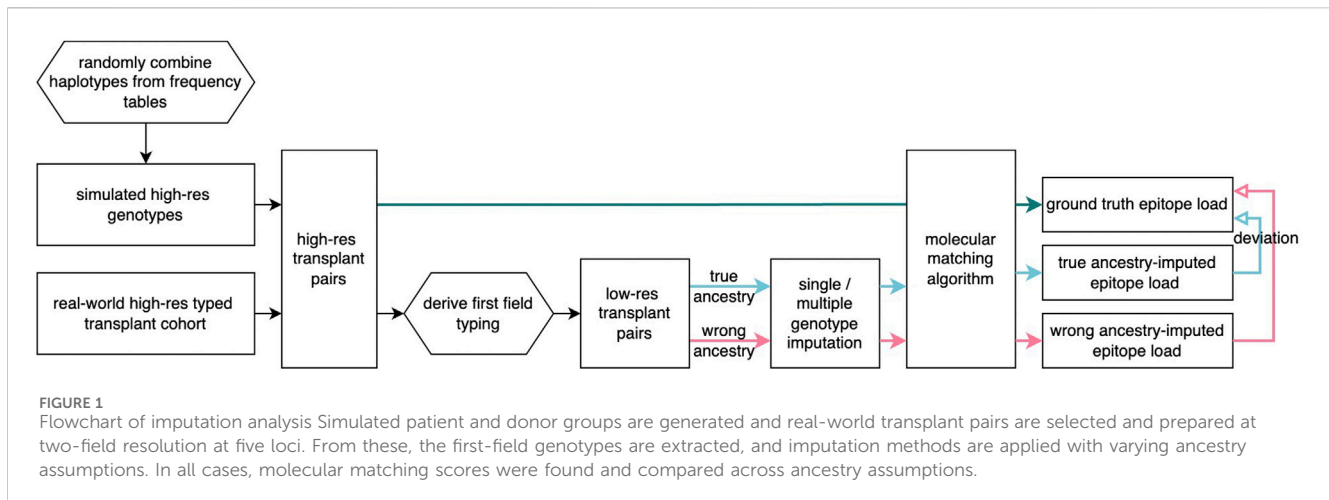 randomly combine
haplotypes from frequency
tables
simulated high-res
genotypes
real-world high-res typed
transplant cohort
high-res
transplant
pairs
derive first field
typing
low-res
transplant
pairs
true
ancestry
wrong
ancestry
single /
multiple
genotype
imputation
molecular
matching
algorithm
ground truth epitope load
deviation
true ancestry-imputed
epitope load
wrong ancestry-imputed
epitope load
FIGURE 1
Flowchart of imputation analysis Simulated patient and donor groups are generated and real-world transplant pairs are selected and prepared at
two-field resolution at five loci. From these, the first-field genotypes are extracted, and imputation methods are applied with varying ancestry
assumptions. In all cases, molecular matching scores were found and compared across ancestry assumptions.